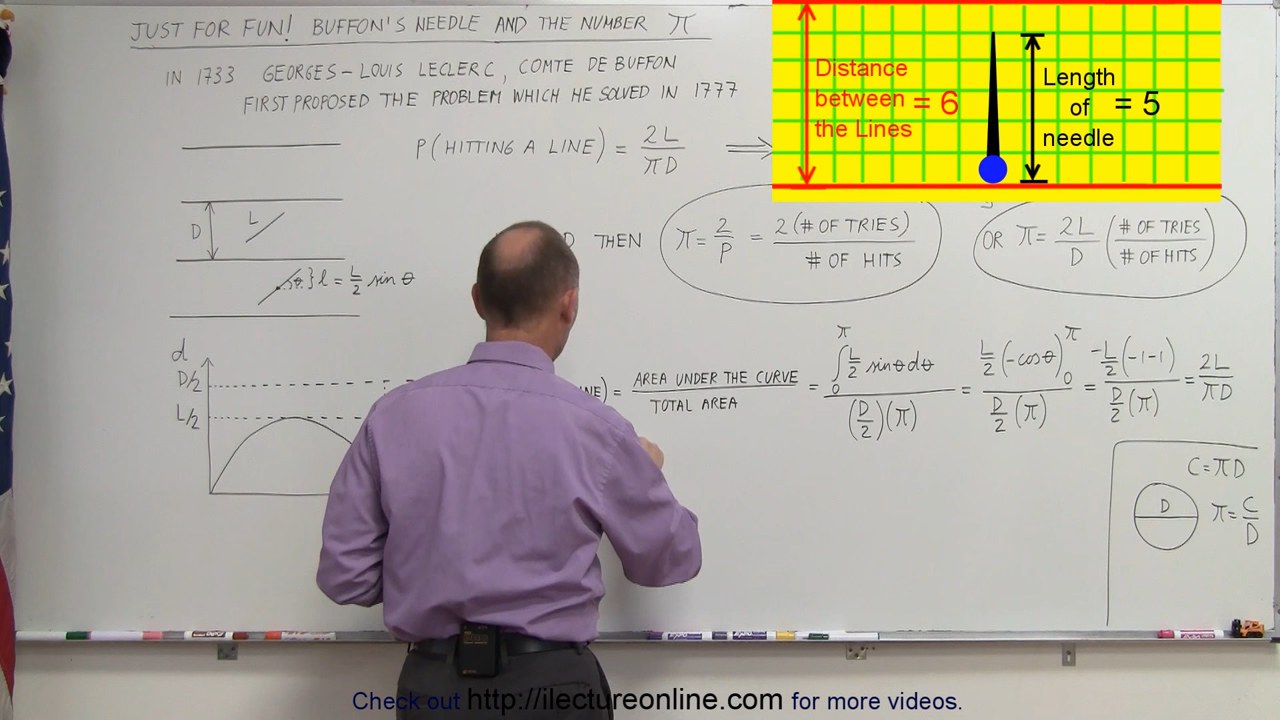 JUST FOR FUN! BUFFON'S NEEDLE AND THE NUMBER π
IN 1733 GEORGES-LOUIS LECLERC, COMTE DE BUFFON
FIRST PROPOSED THE PROBLEM WHICH HE SOLVED IN 1777
P(HITTING A LINE) = 2L/πD ⟹
Distance
between = 6
the Lines
Length
of = 5
needle
D L
THEN π = 2/P = 2(# OF TRIES)/# OF HITS
OR π = 2L/D (# OF TRIES/# OF HITS)
θ } l = L/2 sin θ
d
D/2
L/2
) = AREA UNDER THE CURVE/TOTAL AREA = ∫₀^π L/2 sinθdθ/(D/2)(π) = L/2(-cosθ)₀^π/D/2(π) = -L/2(-1-1)/D/2(π) = 2L/πD
C = πD
D π = C/D
Check out http://ilectureonline.com for more videos.